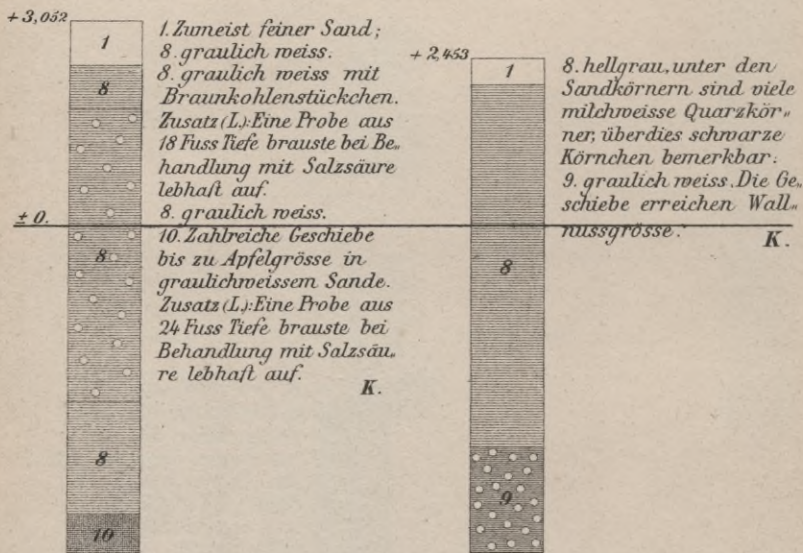 + 3,052
1
8
8
8
10
1. Zumeist feiner Sand;
8. graulich weiss.
8. graulich weiss mit
Braunkohlenstückchen.
Zusatz (L.): Eine Probe aus
18 Fuss Tiefe brauste bei Be„
handlung mit Salzsäure
lebhaft auf.
8. graulich weiss.
± 0.
10. Zahlreiche Geschiebe
bis zu Apfelgrösse in
graulichweissem Sande.
Zusatz (L.): Eine Probe aus
24 Fuss Tiefe brauste bei
Behandlung mit Salzsäu„
re lebhaft auf.
K.
+ 2,453
1
8
9
8. hellgrau, unter den
Sandkörnern sind viele
milchweisse Quarzkör„
ner, überdies schwarze
Körnchen bemerkbar.
9. graulich weiss. Die Ge„
schiebe erreichen Wall„
nussgrösse.
K.